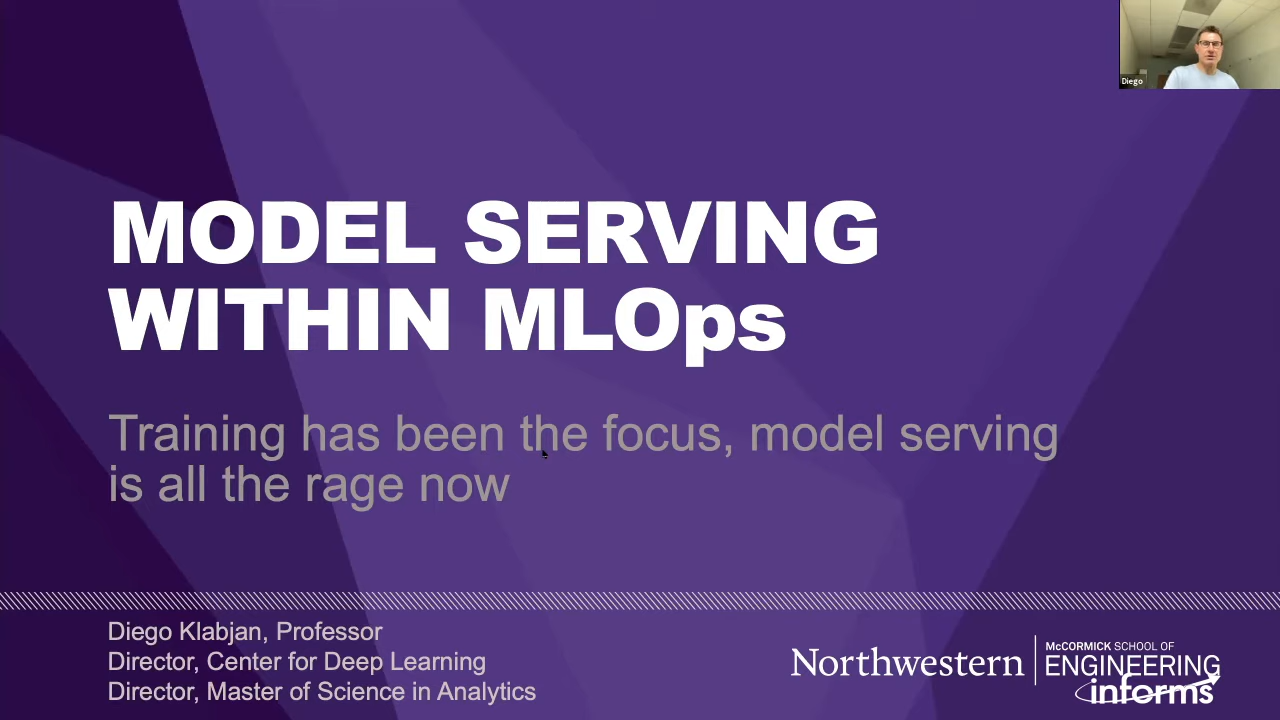 Diego
MODEL SERVING
WITHIN MLOps
Training has been the focus, model serving
is all the rage now
Diego Klabjan, Professor
Director, Center for Deep Learning
Director, Master of Science in Analytics
Northwestern
McCORMICK SCHOOL OF
ENGINEERING
informs